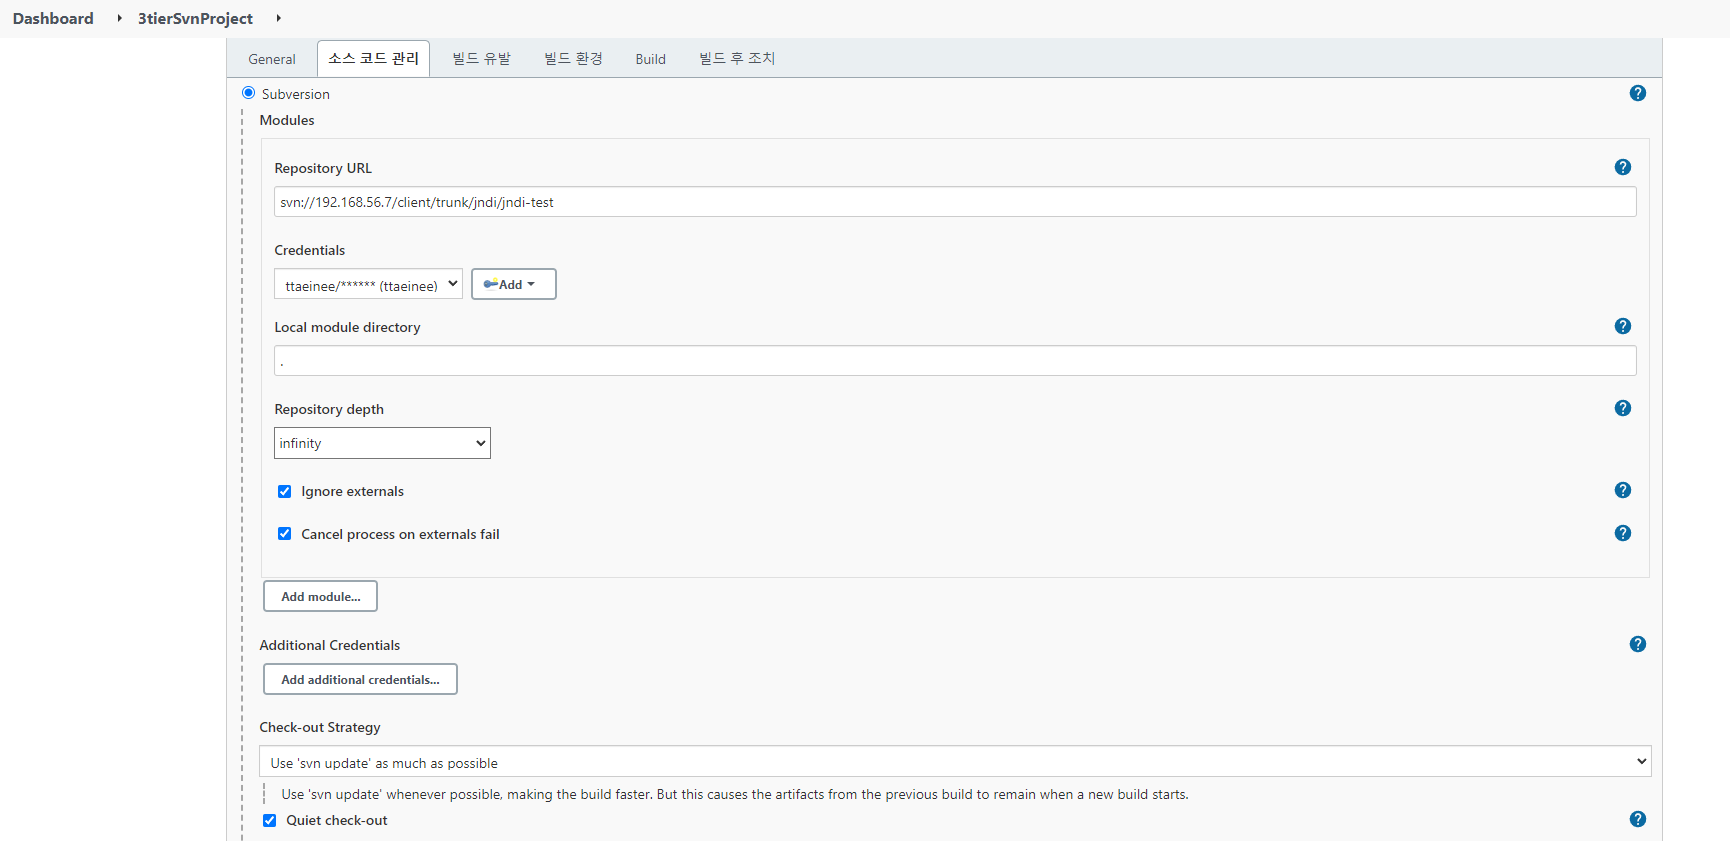 Dashboard 3tierSvnProject
General 소스 코드 관리 빌드 유발 빌드 환경 Build 빌드 후 조치
Subversion
Modules
Repository URL
svn://192.168.56.7/client/trunk/jndi/jndi-test
Credentials
ttaeinee/****** (ttaeinee) Add
Local module directory
.
Repository depth
infinity
Ignore externals
Cancel process on externals fail
Add module...
Additional Credentials
Add additional credentials...
Check-out Strategy
Use 'svn update' as much as possible
Use 'svn update' whenever possible, making the build faster. But this causes the artifacts from the previous build to remain when a new build starts.
Quiet check-out